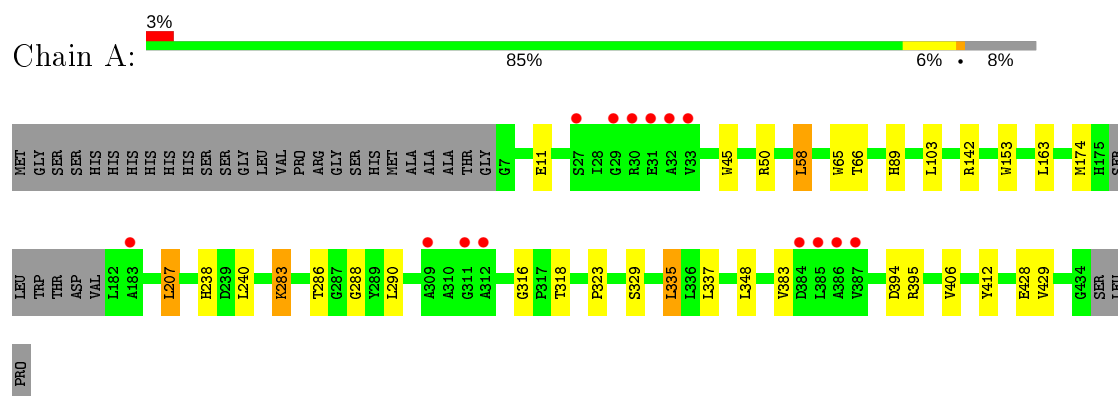 3%
Chain A:
85% 6% • 8%
MET GLY SER SER HIS HIS HIS HIS HIS HIS SER SER GLY LEU VAL PRO ARG GLY SER HIS MET ALA ALA ALA THR GLY G7 E11 S27 I28 G29 R30 E31 A32 V33 W45 R50 L58 W65 T66 H89 L103 R142 W153 L163 M174 H175 SER
LEU TRP THR ASP VAL L182 A183 L207 H238 D239 L240 K283 T286 G287 G288 Y289 L290 A309 A310 G311 A312 G316 P317 T318 P323 S329 L335 L336 L337 L348 V383 D384 L385 A386 V387 D394 R395 V406 Y412 E428 V429 G434 SER LEU
PRO